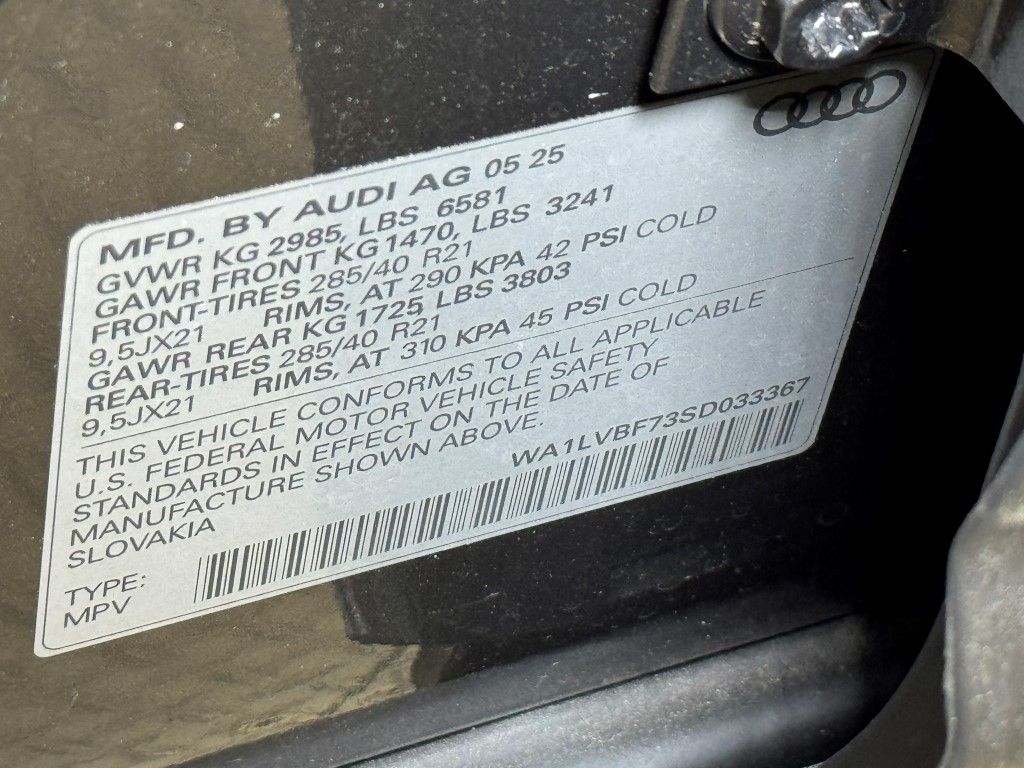 MFD. BY AUDI AG 05 25
GVWR KG 2985, LBS 6581
GAWR FRONT KG 1470, LBS 3241
FRONT-TIRES 285/40 R21
9,5JX21 RIMS, AT 290 KPA 42 PSI COLD
GAWR REAR KG 1725, LBS 3803
REAR-TIRES 285/40 R21
9,5JX21 RIMS, AT 310 KPA 45 PSI COLD
THIS VEHICLE CONFORMS TO ALL APPLICABLE
U.S. FEDERAL MOTOR VEHICLE SAFETY
STANDARDS IN EFFECT ON THE DATE OF
MANUFACTURE SHOWN ABOVE.
SLOVAKIA
WA1LVBF73SD033367
TYPE:
MPV